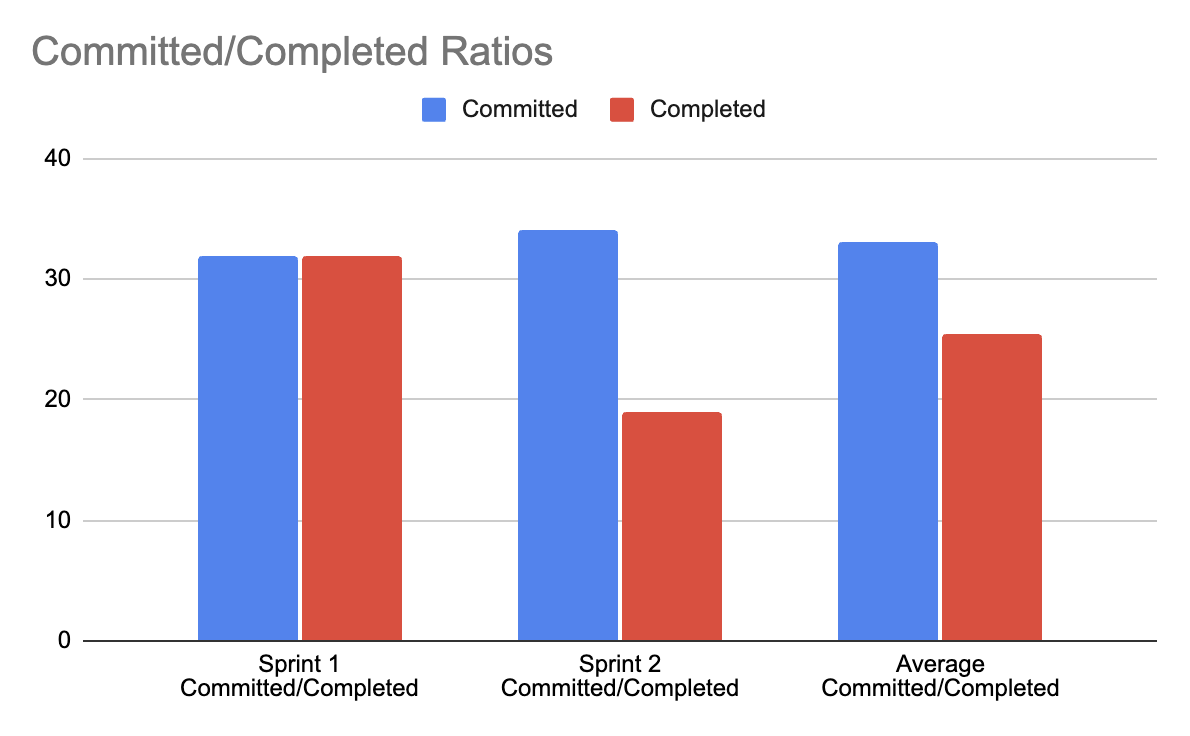 Committed/Completed Ratios
Committed
Completed
40
30
20
10
0
Sprint 1
Committed/Completed
Sprint 2
Committed/Completed
Average
Committed/Completed